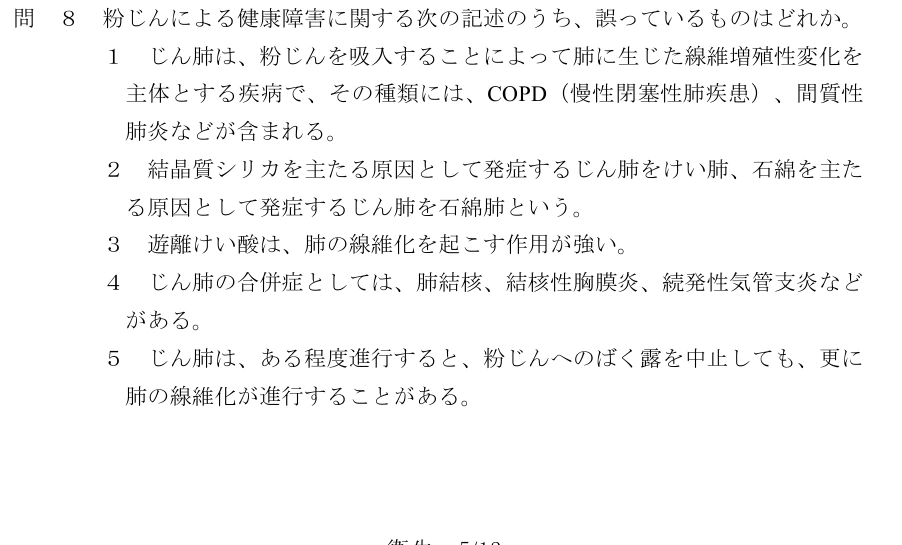 問　８　粉じんによる健康障害に関する次の記述のうち、誤っているものはどれか。
１　じん肺は、粉じんを吸入することによって肺に生じた線維増殖性変化を
主体とする疾病で、その種類には、COPD（慢性閉塞性肺疾患）、間質性
肺炎などが含まれる。
２　結晶質シリカを主たる原因として発症するじん肺をけい肺、石綿を主た
る原因として発症するじん肺を石綿肺という。
３　遊離けい酸は、肺の線維化を起こす作用が強い。
４　じん肺の合併症としては、肺結核、結核性胸膜炎、続発性気管支炎など
がある。
５　じん肺は、ある程度進行すると、粉じんへのばく露を中止しても、更に
肺の線維化が進行することがある。